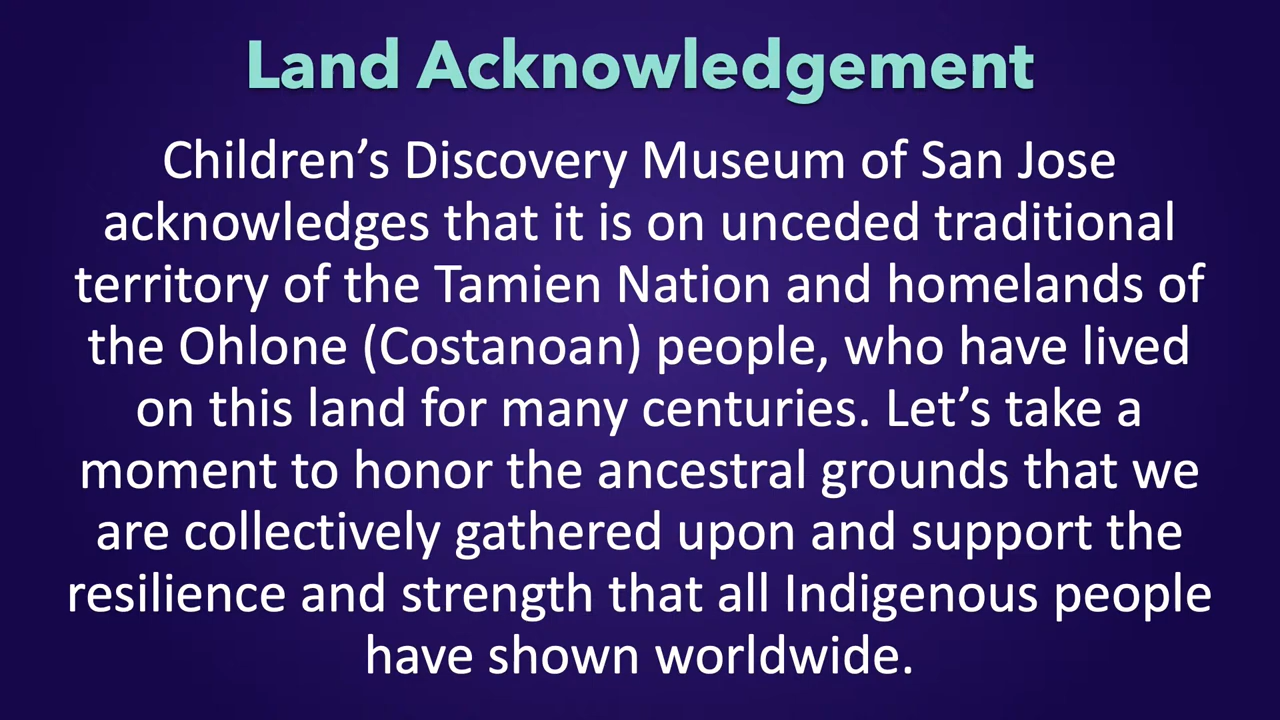 Land Acknowledgement
Children’s Discovery Museum of San Jose
acknowledges that it is on unceded traditional
territory of the Tamien Nation and homelands of
the Ohlone (Costanoan) people, who have lived
on this land for many centuries. Let’s take a
moment to honor the ancestral grounds that we
are collectively gathered upon and support the
resilience and strength that all Indigenous people
have shown worldwide.